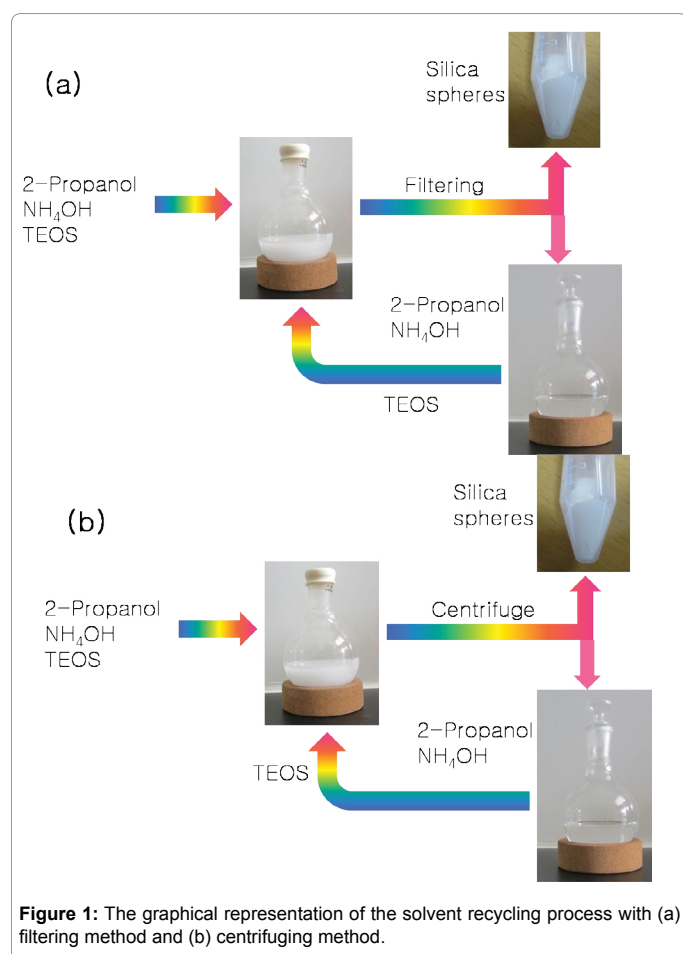 (a)
Silica
spheres
2-Propanol
NH₄OH
TEOS
Filtering
2-Propanol
NH₄OH
TEOS
(b)
Silica
spheres
2-Propanol
NH₄OH
TEOS
Centrifuge
2-Propanol
NH₄OH
TEOS
Figure 1: The graphical representation of the solvent recycling process with (a)
filtering method and (b) centrifuging method.